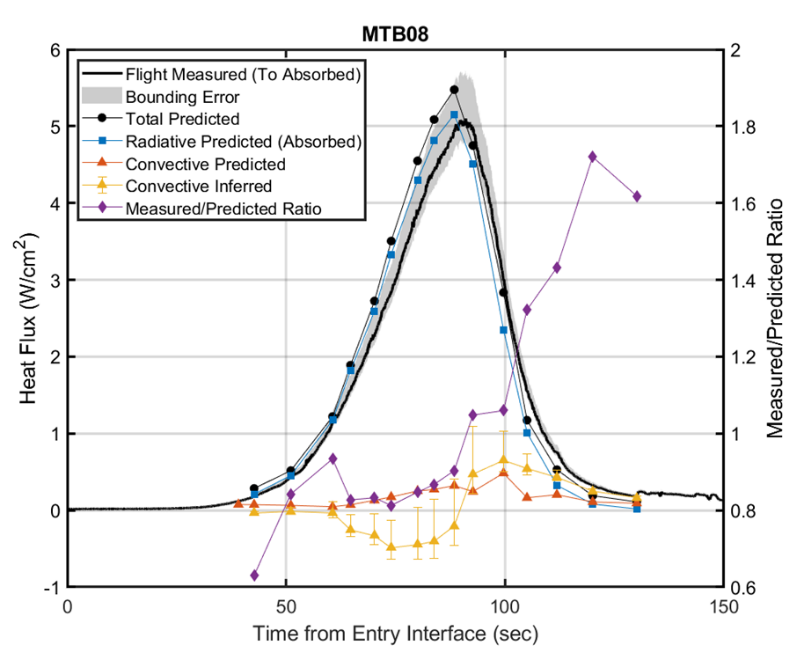 MTB08
Flight Measured (To Absorbed)
Bounding Error
Total Predicted
Radiative Predicted (Absorbed)
Convective Predicted
Convective Inferred
Measured/Predicted Ratio
6
5
4
3
2
1
0
-1
Heat Flux (W/cm²)
2
1.8
1.6
1.4
1.2
1
0.8
0.6
Measured/Predicted Ratio
0
50
100
150
Time from Entry Interface (sec)